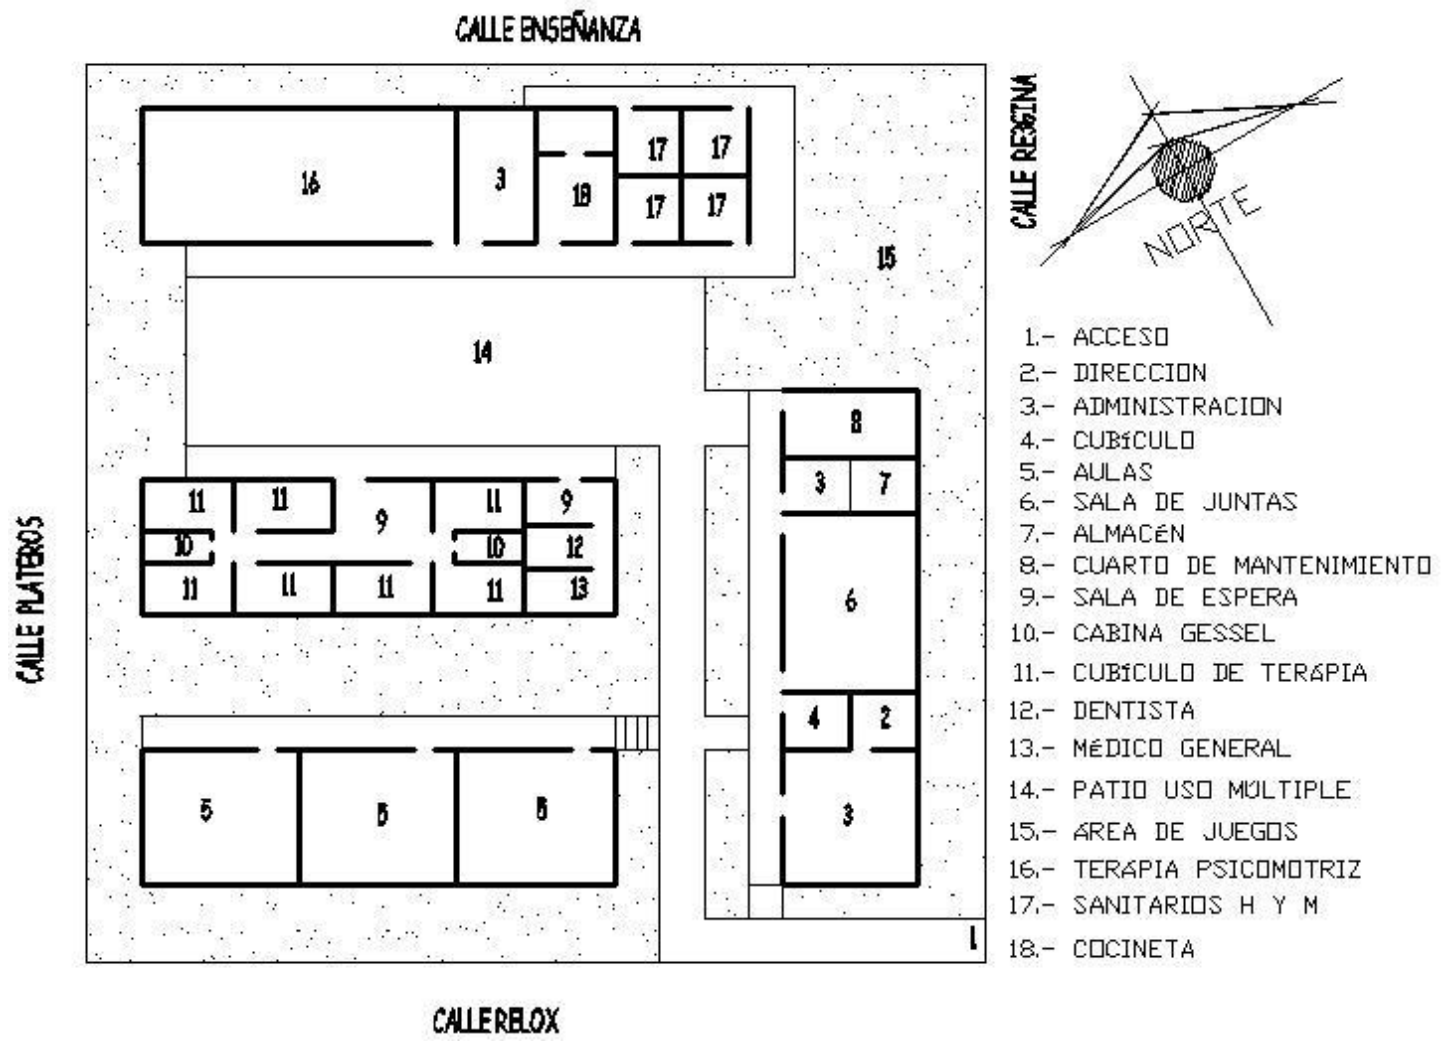 CALLE ENSEÑANZA
CALLE RE3GINA
NORTE
16
3
18
17
17
17
17
15
14
8
3
7
6
4
2
3
11
11
9
11
9
10
10
12
11
11
11
11
13
5
5
5
1
CALLE PLATEROS
CALLE RELOX
1.- ACCESO
2.- DIRECCION
3.- ADMINISTRACION
4.- CUBíCULO
5.- AULAS
6.- SALA DE JUNTAS
7.- ALMACéN
8.- CUARTO DE MANTENIMIENTO
9.- SALA DE ESPERA
10.- CABINA GESSEL
11.- CUBíCULO DE TERáPIA
12.- DENTISTA
13.- MéDICO GENERAL
14.- PATIO USO MÚLTIPLE
15.- áREA DE JUEGOS
16.- TERáPIA PSICOMOTRIZ
17.- SANITARIOS H Y M
18.- COCINETA